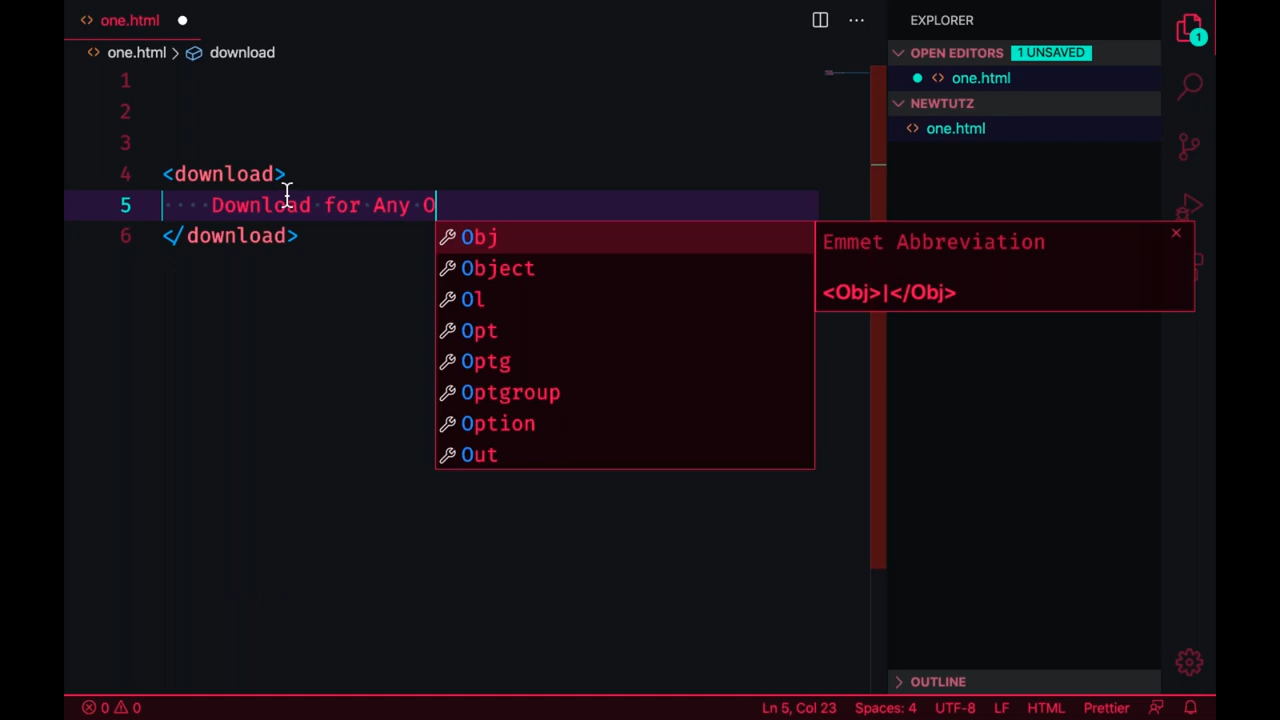 one.html
one.html > download
1
2
3
4 <download>
5 ····Download·for·Any·O
6 </download>
Obj
Object
Ol
Opt
Optg
Optgroup
Option
Out
Emmet Abbreviation
<Obj>|</Obj>
EXPLORER
OPEN EDITORS 1 UNSAVED
one.html
NEWTUTZ
one.html
OUTLINE
1
0 0
Ln 5, Col 23 Spaces: 4 UTF-8 LF HTML Prettier